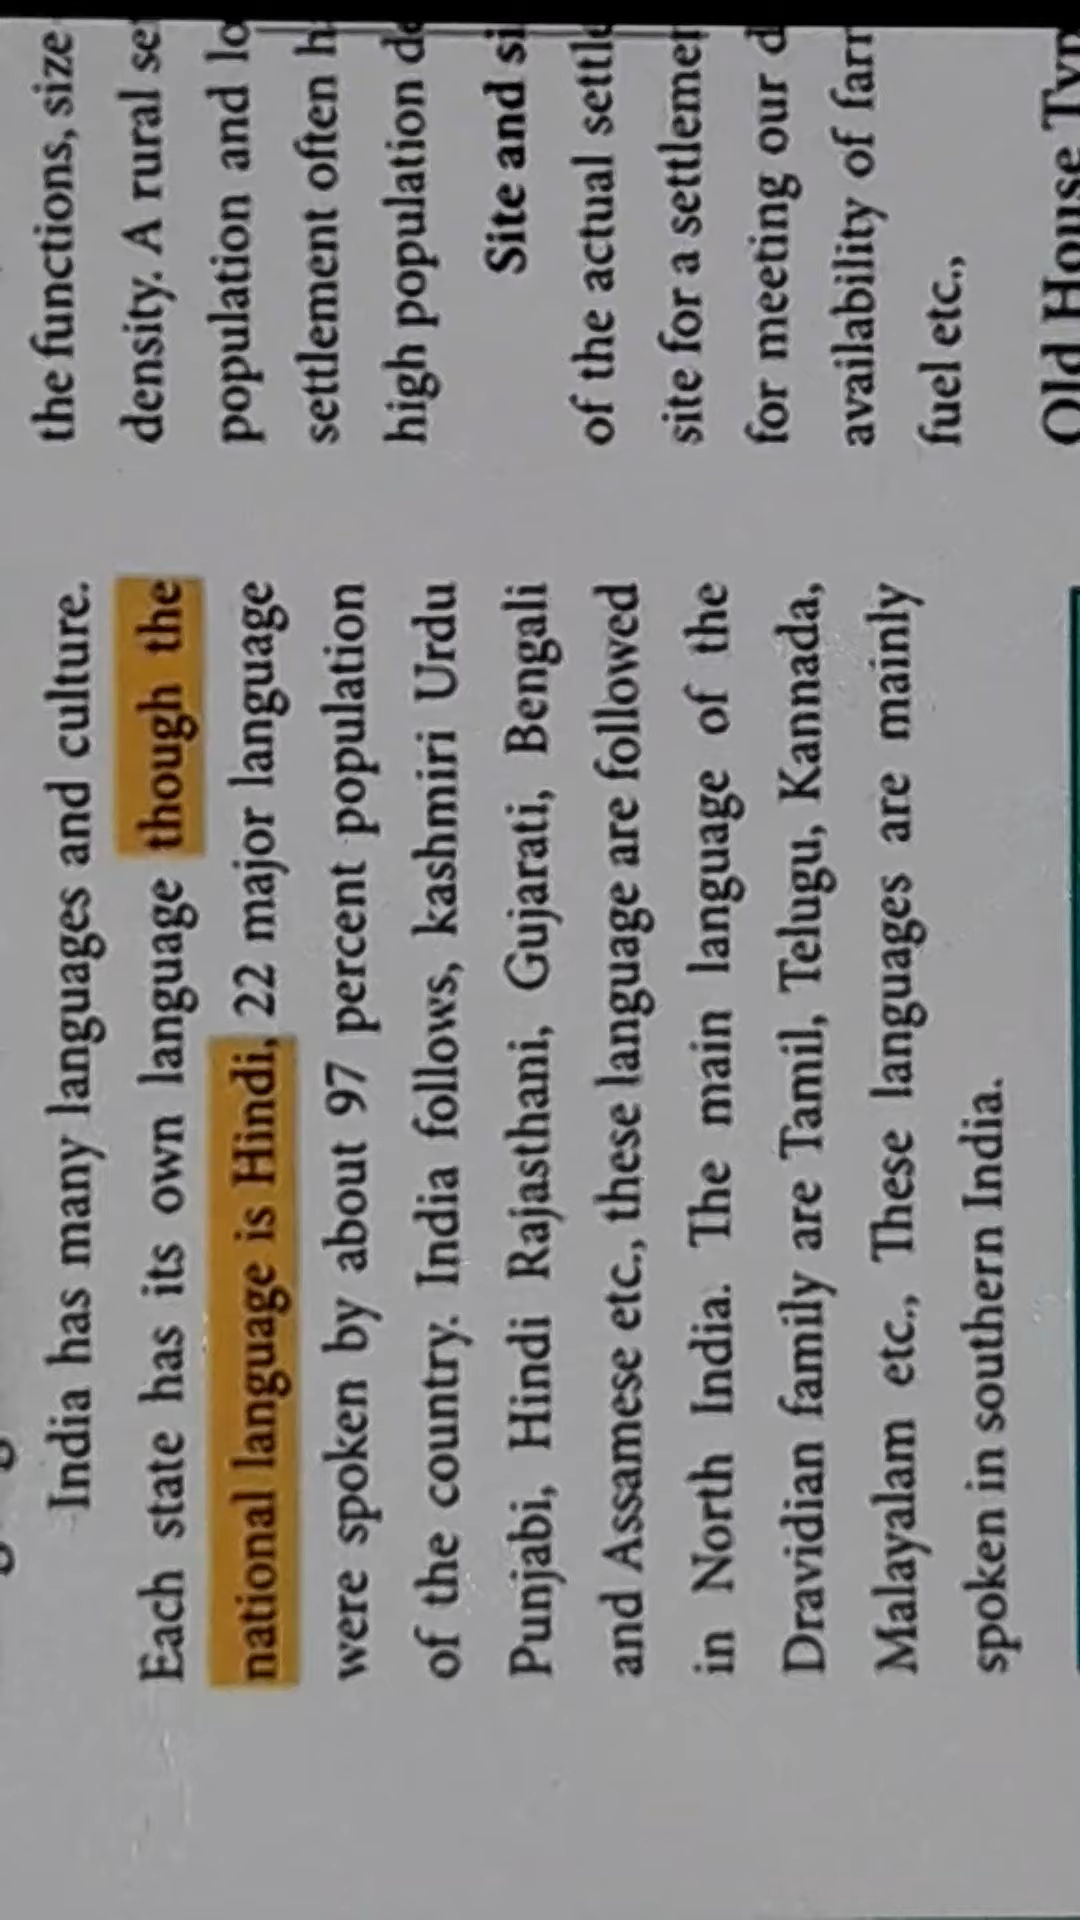 India has many languages and culture.
Each state has its own language though the
national language is Hindi, 22 major language
were spoken by about 97 percent population
of the country. India follows, kashmiri Urdu
Punjabi, Hindi Rajasthani, Gujarati, Bengali
and Assamese etc., these language are followed
in North India. The main language of the
Dravidian family are Tamil, Telugu, Kannada,
Malayalam etc., These languages are mainly
spoken in southern India.
the functions, size
density. A rural
population and
settlement often
high population
Site and
of the actual
site for a
for meeting our
availability of
fuel etc.,
Old House